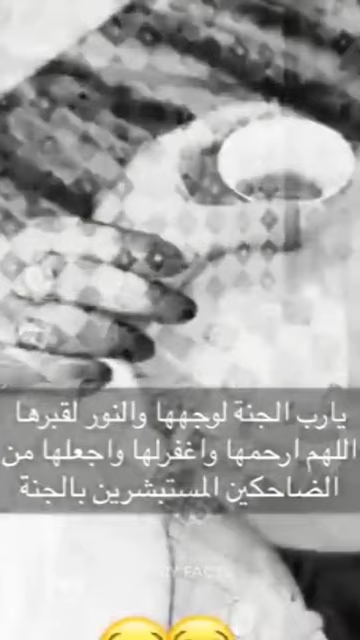 يارب الجنة لوجهها والنور لقبرها
اللهم ارحمها واغفرلها واجعلها من
الضاحكين المستبشرين بالجنة